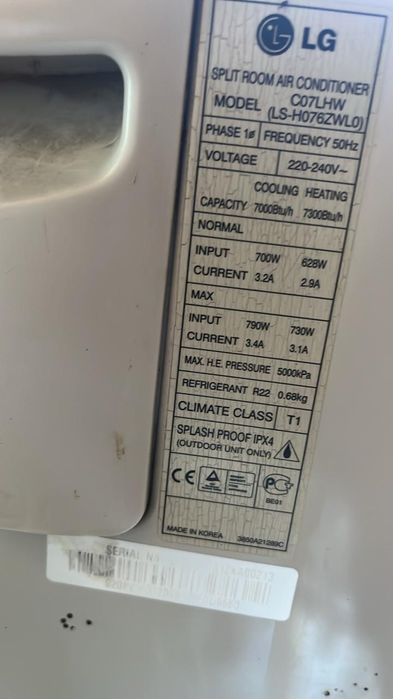 LG
SPLIT ROOM AIR CONDITIONER
MODEL C07LHW
(LS-H076ZWL0)
PHASE 1ø FREQUENCY 50Hz
VOLTAGE 220-240V~
COOLING HEATING
CAPACITY 7000Btu/h 7300Btu/h
NORMAL
INPUT 700W 628W
CURRENT 3.2A 2.9A
MAX
INPUT 790W 730W
CURRENT 3.4A 3.1A
MAX. H.E. PRESSURE 5000kPa
REFRIGERANT R22 0.68kg
CLIMATE CLASS T1
SPLASH PROOF IPX4
(OUTDOOR UNIT ONLY)
CE
BE01
MADE IN KOREA 3850A21289C
SERIAL